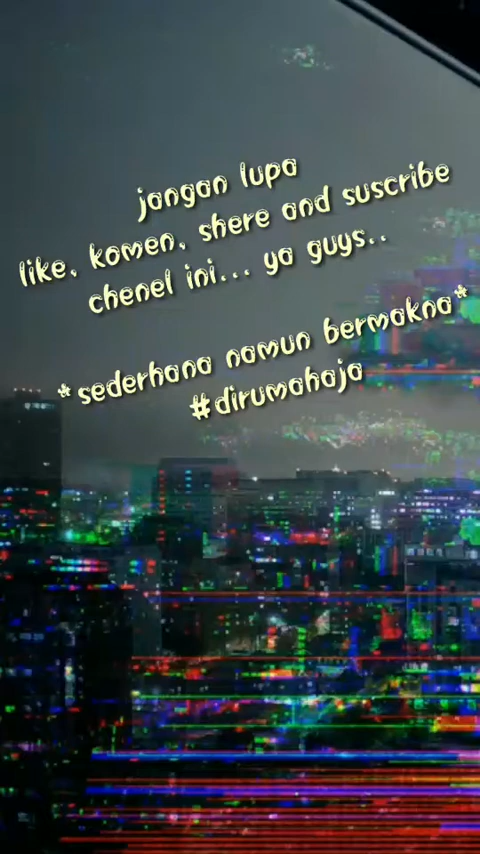 jangan lupa
like, komen, shere and suscribe
chenel ini... ya guys..
*sederhana namun bermakna*
#dirumahaja